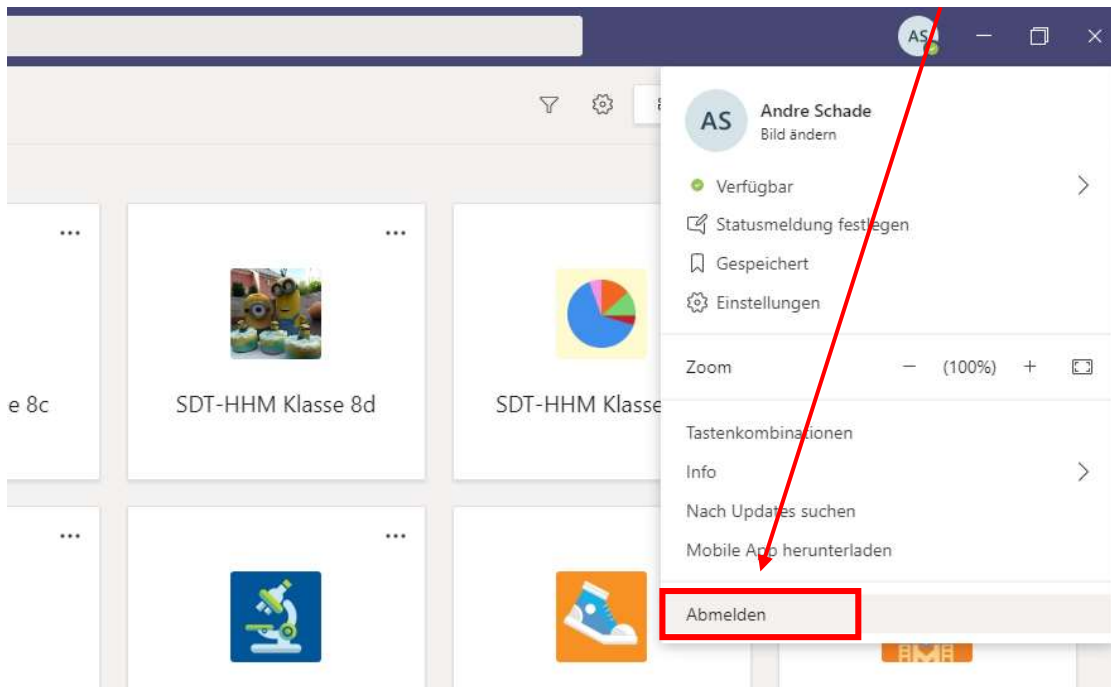 AS
AS
Andre Schade
Bild ändern
Verfügbar
Statusmeldung festlegen
Gespeichert
Einstellungen
Zoom
(100%)
e 8c
SDT-HHM Klasse 8d
SDT-HHM Klasse
Tastenkombinationen
Info
Nach Updates suchen
Mobile App herunterladen
Abmelden